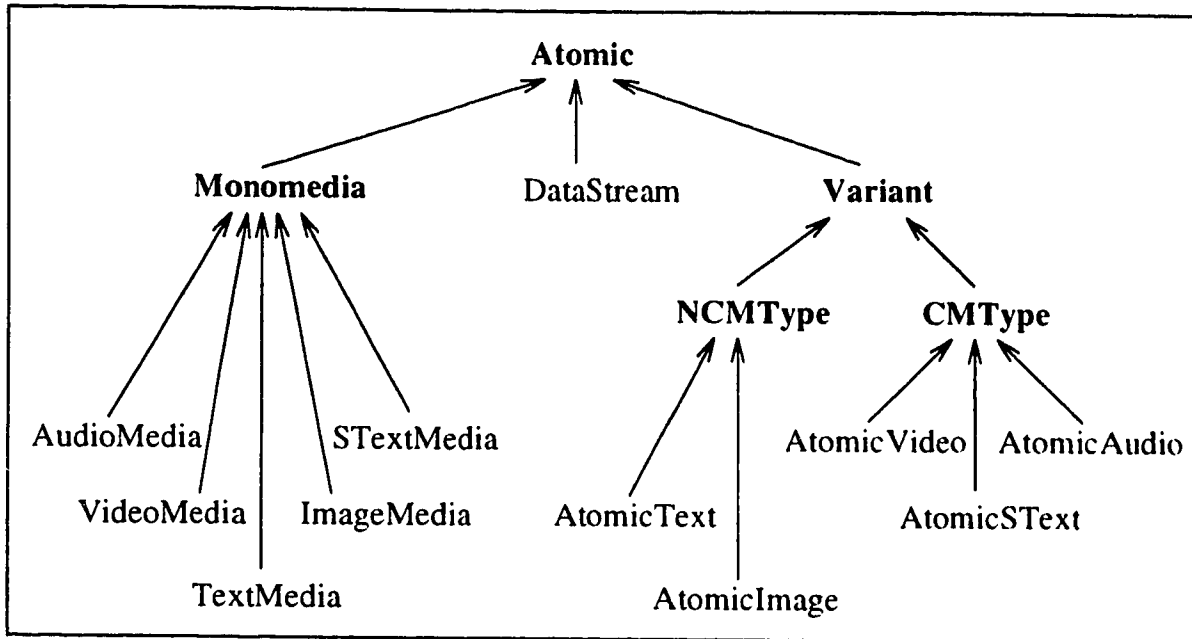 Atomic
Monomedia
DataStream
Variant
NCMType
CMType
AudioMedia
STextMedia
AtomicVideo
AtomicAudio
VideoMedia
ImageMedia
AtomicText
AtomicSText
TextMedia
AtomicImage